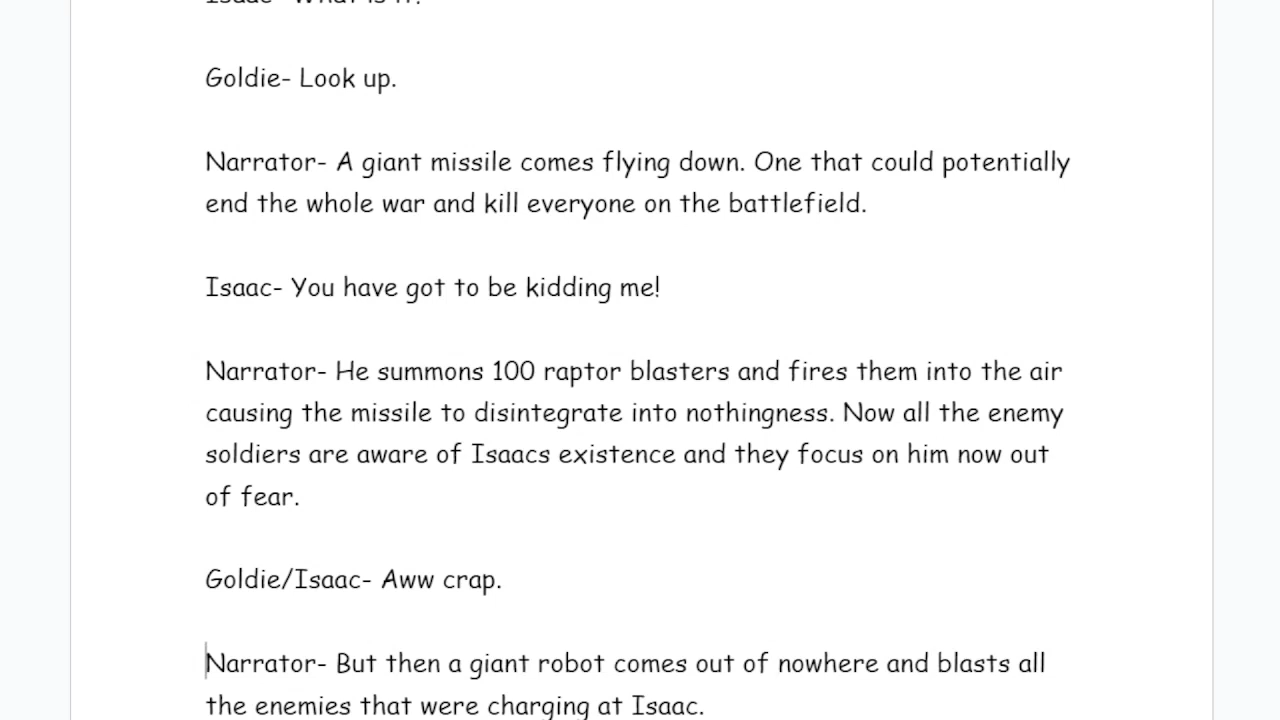 Isaac- What is it?
Goldie- Look up.
Narrator- A giant missile comes flying down. One that could potentially
end the whole war and kill everyone on the battlefield.
Isaac- You have got to be kidding me!
Narrator- He summons 100 raptor blasters and fires them into the air
causing the missile to disintegrate into nothingness. Now all the enemy
soldiers are aware of Isaacs existence and they focus on him now out
of fear.
Goldie/Isaac- Aww crap.
Narrator- But then a giant robot comes out of nowhere and blasts all
the enemies that were charging at Isaac.